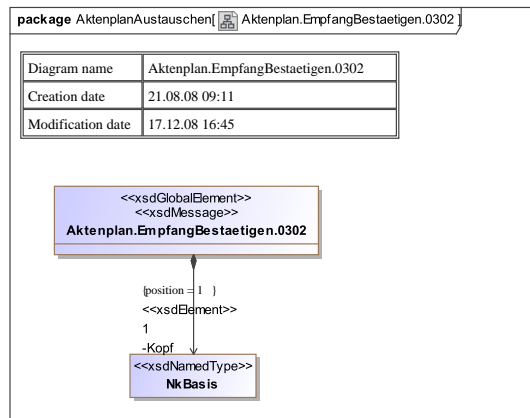 package AktenplanAustauschen[ Aktenplan.EmpfangBestaetigen.0302 ]
Diagram name Aktenplan.EmpfangBestaetigen.0302
Creation date 21.08.08 09:11
Modification date 17.12.08 16:45
<<xsdGlobalElement>>
<<xsdMessage>>
Aktenplan.EmpfangBestaetigen.0302
{position = 1 }
<<xsdElement>>
1
-Kopf
<<xsdNamedType>>
NkBasis